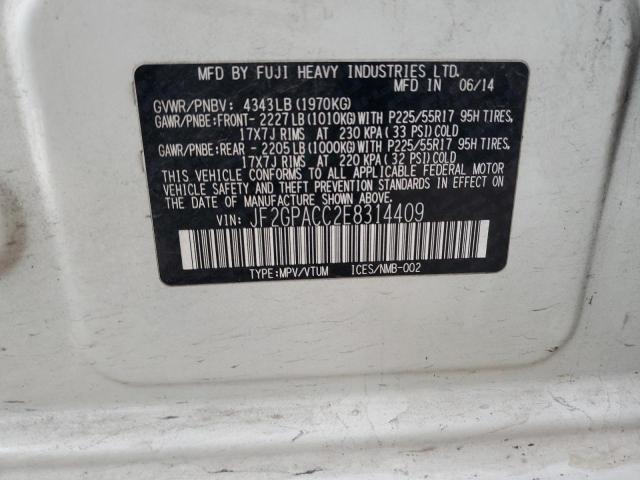 MFD BY FUJI HEAVY INDUSTRIES LTD.
MFD IN 06/14
GVWR/PNBV: 4343LB(1970KG)
GAWR/PNBE:FRONT- 2227LB(1010KG)WITH P225/55R17 95H TIRES,
17X7J RIMS AT 230 KPA(33 PSI)COLD
GAWR/PNBE:REAR - 2205LB(1000KG)WITH P225/55R17 95H TIRES,
17X7J RIMS AT 220 KPA(32 PSI)COLD
THIS VEHICLE CONFORMS TO ALL APPLICABLE FEDERAL MOTOR
VEHICLE SAFETY AND THEFT PREVENTION STANDARDS IN EFFECT
ON THE DATE OF MANUFACTURE SHOWN ABOVE.
VIN: JF2GPACC2E8314409
TYPE:MPV/VTUM ICES/NMB-002